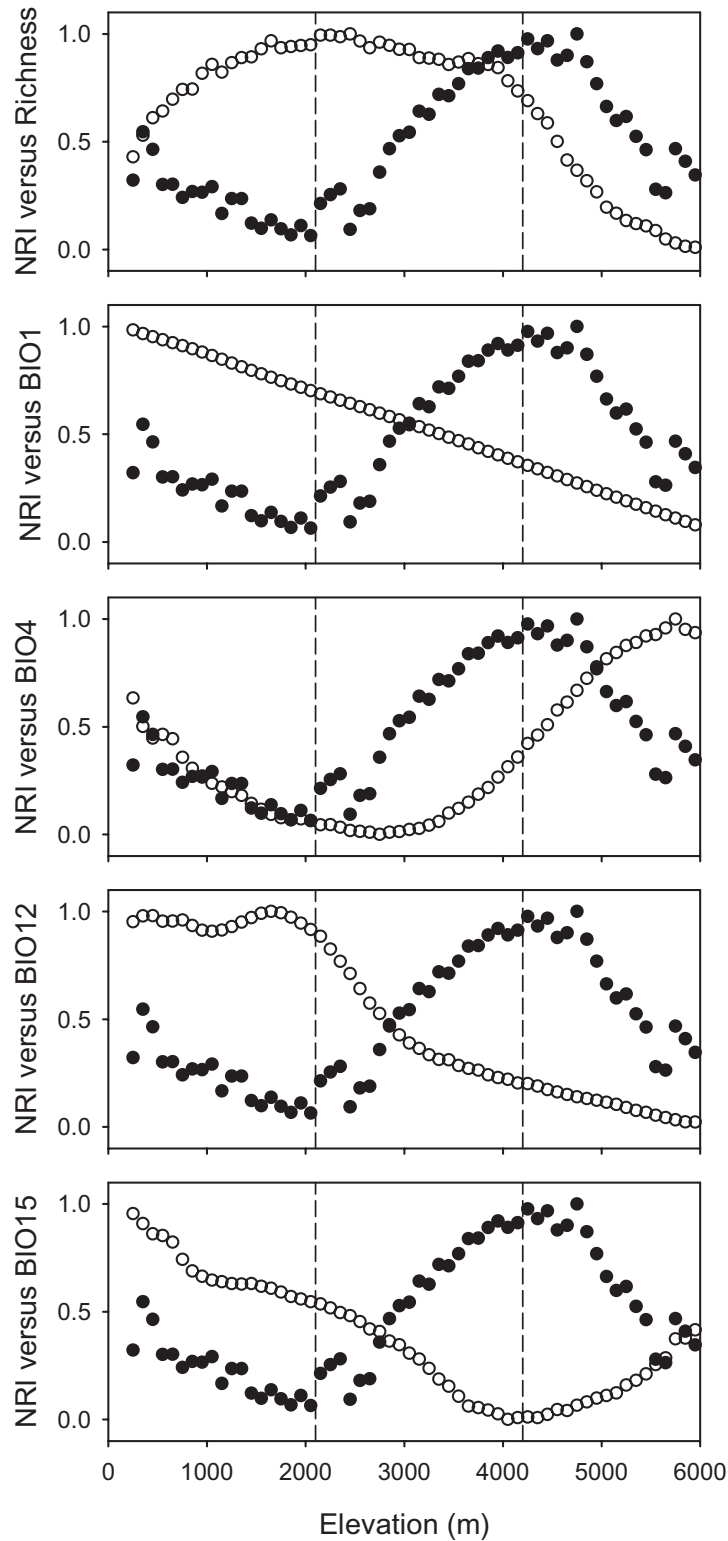 NRI versus Richness
1.0
0.5
0.0
NRI versus BIO1
1.0
0.5
0.0
NRI versus BIO4
1.0
0.5
0.0
NRI versus BIO12
1.0
0.5
0.0
NRI versus BIO15
1.0
0.5
0.0
0 1000 2000 3000 4000 5000 6000
Elevation (m)